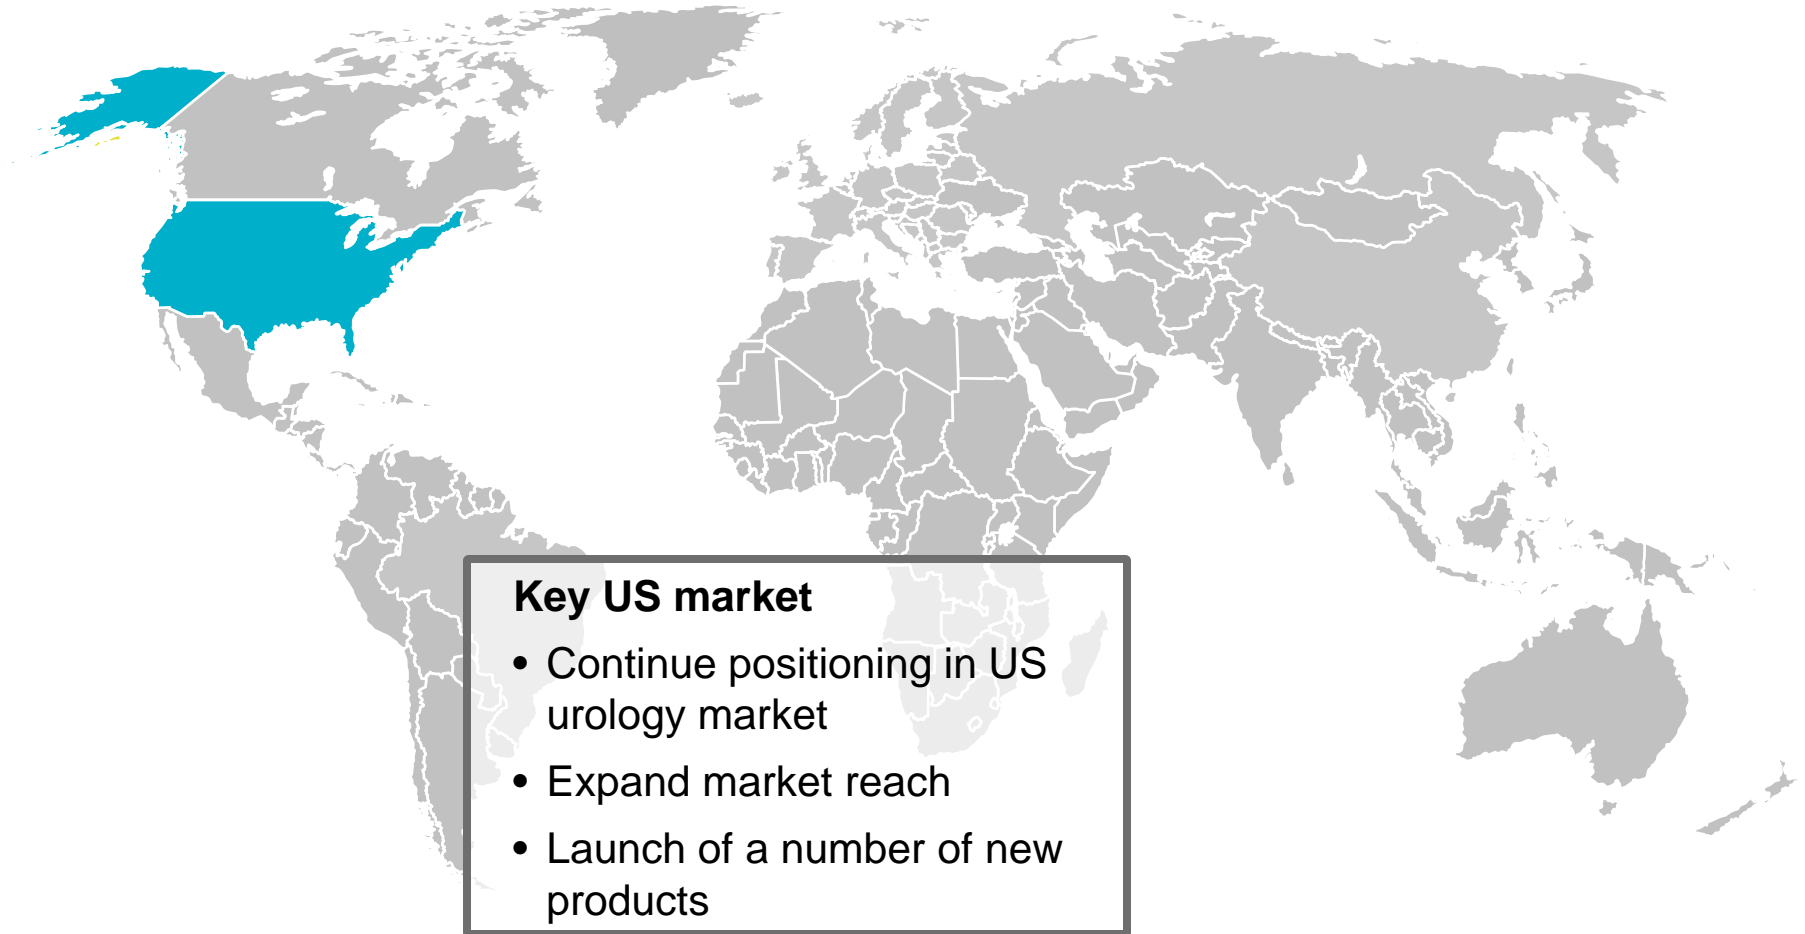 Key US market
• Continue positioning in US
urology market
• Expand market reach
• Launch of a number of new
products